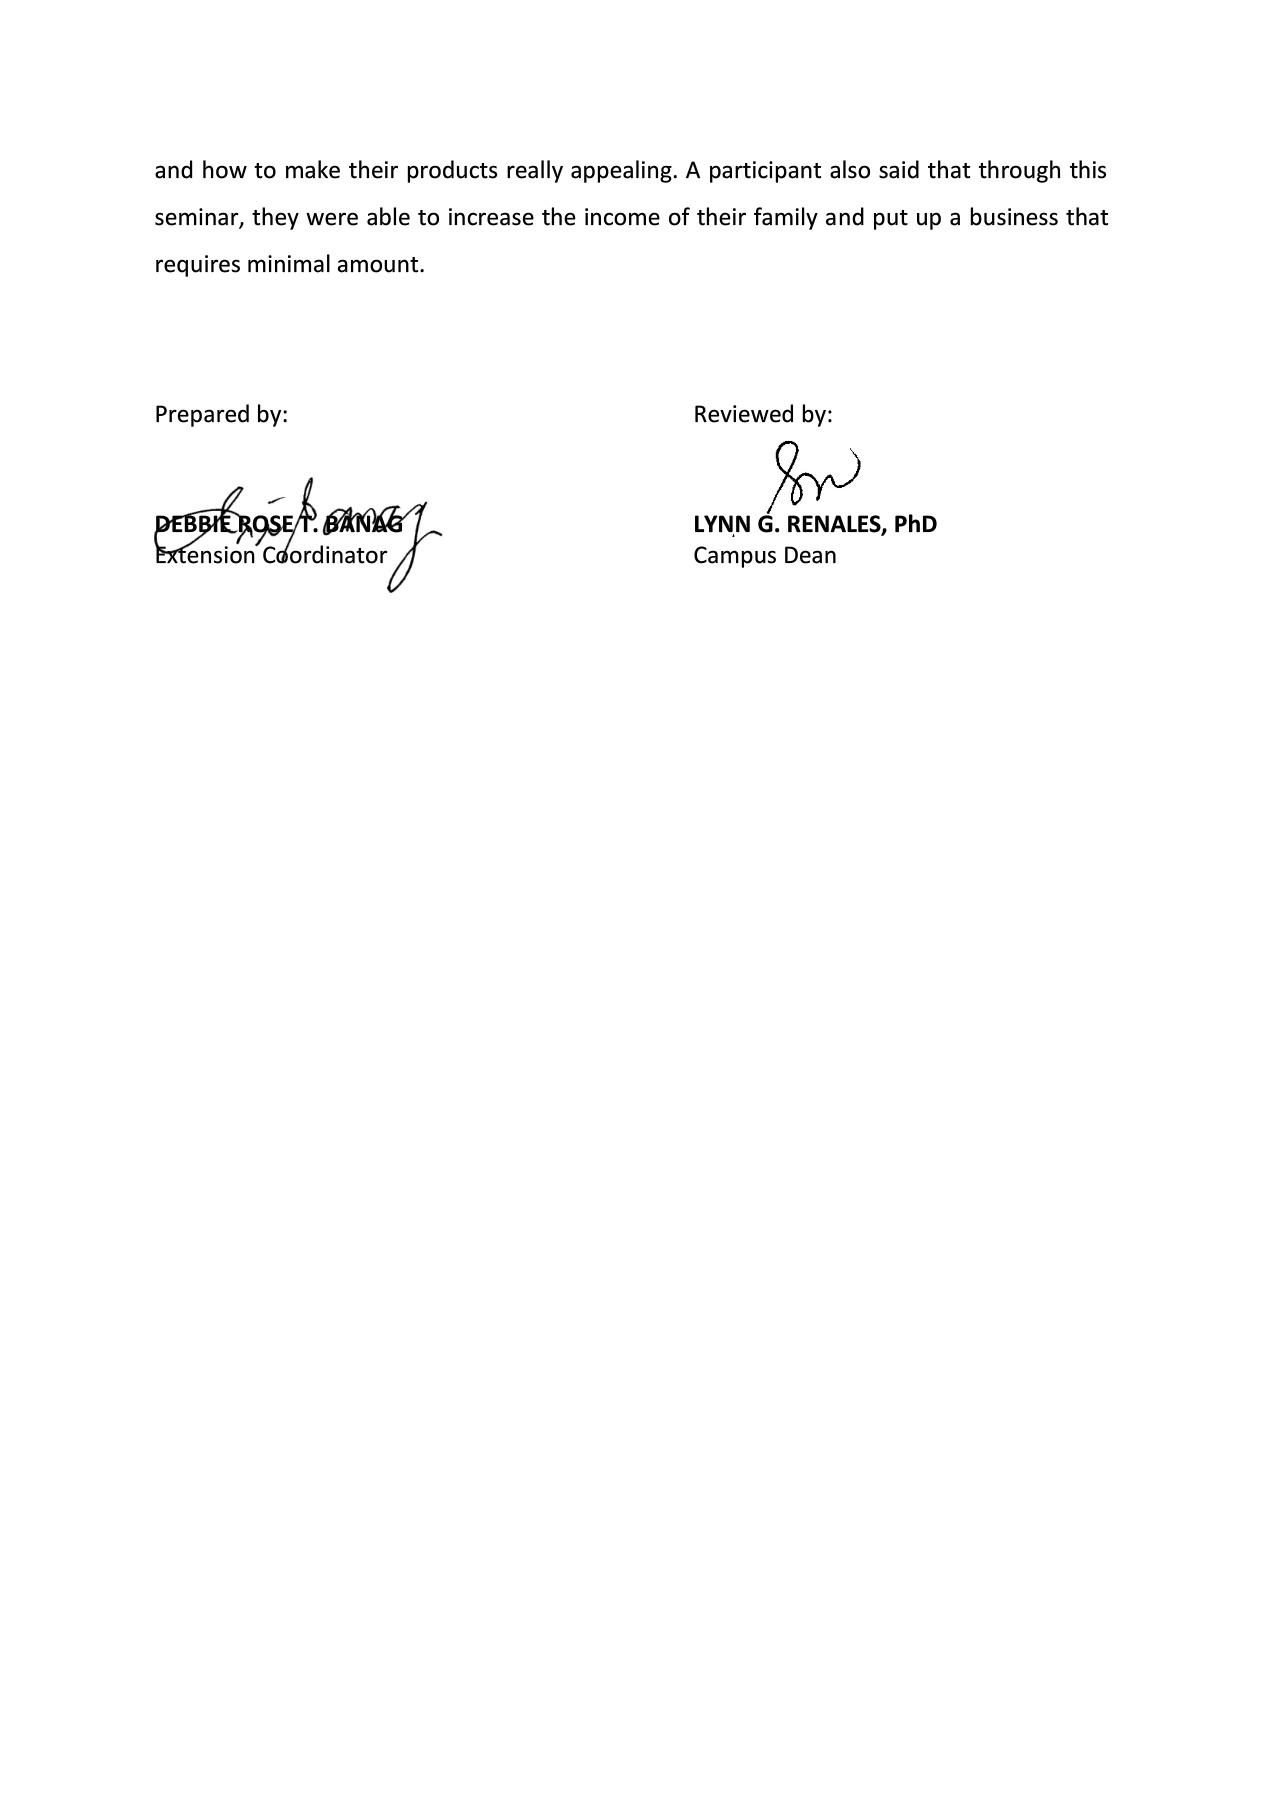 and how to make their products really appealing. A participant also said that through this
seminar, they were able to increase the income of their family and put up a business that
requires minimal amount.
Prepared by:
Reviewed by:
DEBBIE ROSE T. BANAG
LYNN G. RENALES, PhD
Extension Coordinator
Campus Dean